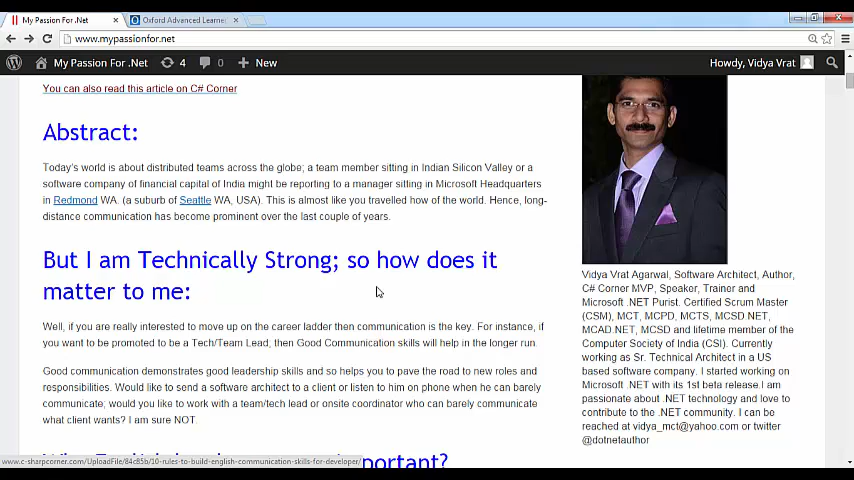 My Passion For .Net
Oxford Advanced Learne
www.mypassionfor.net
My Passion For .Net
4
0
New
Howdy, Vidya Vrat
You can also read this article on C# Corner
Abstract:
Today's world is about distributed teams across the globe; a team member sitting in Indian Silicon Valley or a
software company of financial capital of India might be reporting to a manager sitting in Microsoft Headquarters
in Redmond WA. (a suburb of Seattle WA, USA). This is almost like you travelled how of the world. Hence, long-
distance communication has become prominent over the last couple of years.
But I am Technically Strong; so how does it
matter to me:
Well, if you are really interested to move up on the career ladder then communication is the key. For instance, if
you want to be promoted to be a Tech/Team Lead, then Good Communication skills will help in the longer run.
Good communication demonstrates good leadership skills and so helps you to pave the road to new roles and
responsibilities. Would like to send a software architect to a client or listen to him on phone when he can barely
communicate; would you like to work with a team/tech lead or onsite coordinator who can barely communicate
what client wants? I am sure NOT.
Vidya Vrat Agarwal, Software Architect, Author,
C# Corner MVP, Speaker, Trainer and
Microsoft .NET Purist. Certified Scrum Master
(CSM), MCT, MCPD, MCTS, MCSD NET,
MCAD.NET, MCSD and lifetime member of the
Computer Society of India (CSI). Currently
working as Sr. Technical Architect in a US
based software company. I started working on
Microsoft .NET with its 1st beta release.I am
passionate about .NET technology and love to
contribute to the .NET community. I can be
reached at vidya_mct@yahoo.com or twitter
@dotnetauthor
www.c-sharpcorner.com/UploadFile/84c85b/10-rules-to-build-english-communication-skills-for-developer/